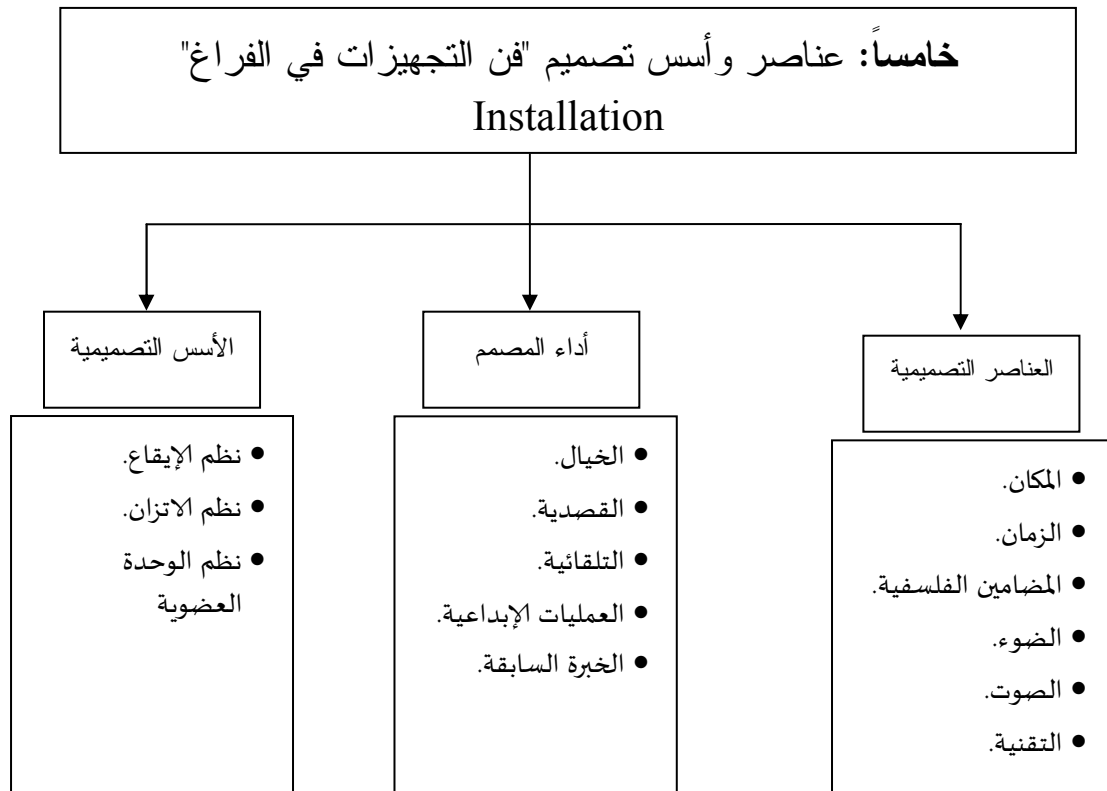 خامساً: عناصر وأسس تصميم "فن التجهيزات في الفراغ"
Installation
العناصر التصميمية
• المكان.
• الزمان.
• المضامين الفلسفية.
• الضوء.
• الصوت.
• التقنية.
أداء المصمم
• الخيال.
• القصدية.
• التلقائية.
• العمليات الإبداعية.
• الخبرة السابقة.
الأسس التصميمية
• نظم الإيقاع.
• نظم الاتزان.
• نظم الوحدة
العضوية